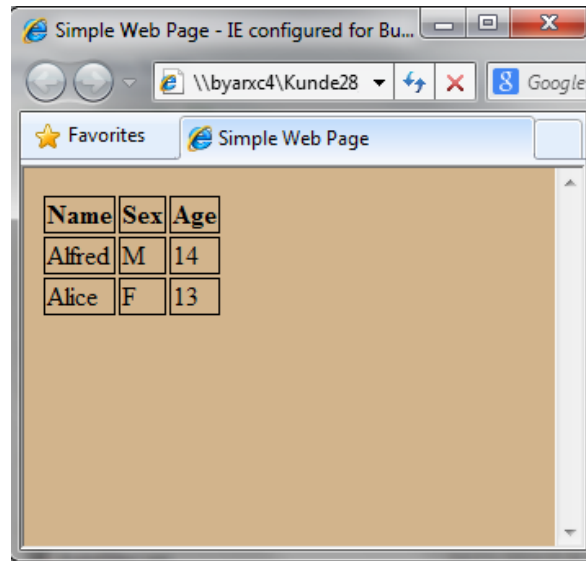 Simple Web Page - IE configured for Bu...
\\byarxc4\Kunde28 8 Google
Favorites Simple Web Page
Name Sex Age
Alfred M 14
Alice F 13